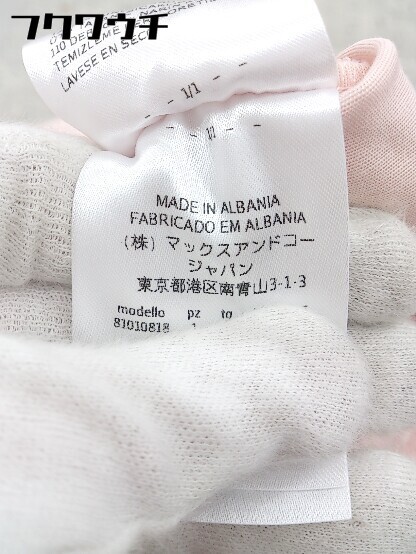 フクワウチ
TEMIZLEME
LAVESE EN SEC
- - 1/1 - -
MADE IN ALBANIA
FABRICADO EM ALBANIA
(株) マックスアンドコー
ジャパン
東京都港区南青山3-1-3
modello pz tg
81010818 1